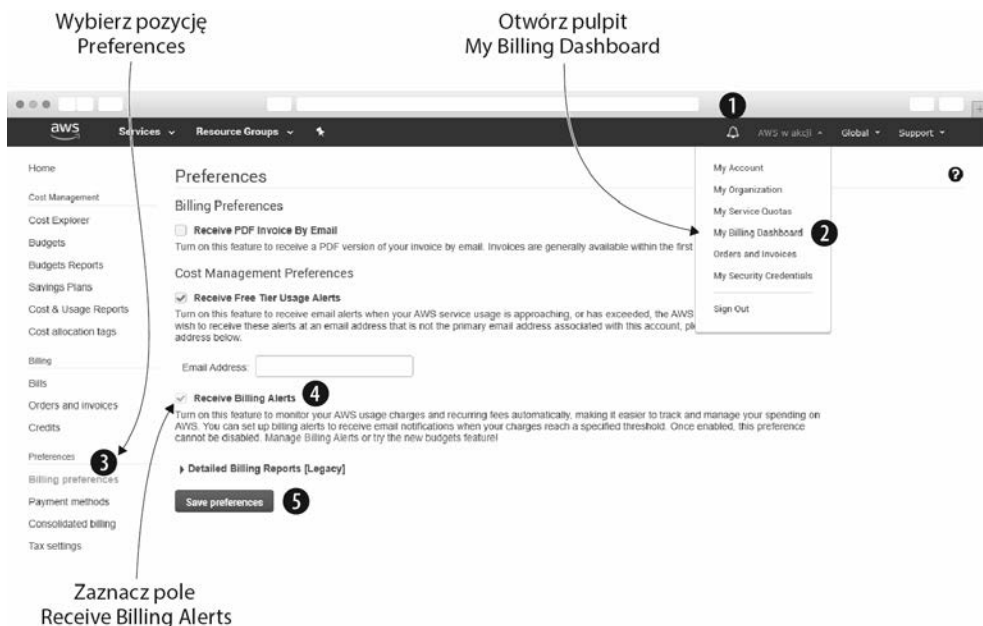 Wybierz pozycję
Preferences
Otwórz pulpit
My Billing Dashboard
1
aws
Services
Resource Groups
AWS w akcji
Global
Support
Home
Cost Management
Cost Explorer
Budgets
Budgets Reports
Savings Plans
Cost & Usage Reports
Cost allocation tags
Billing
Bills
Orders and invoices
Credits
Preferences
3
Billing preferences
Payment methods
Consolidated billing
Tax settings
Preferences
Billing Preferences
Receive PDF Invoice By Email
Turn on this feature to receive a PDF version of your invoice by email. Invoices are generally available within the first
Cost Management Preferences
Receive Free Tier Usage Alerts
Turn on this feature to receive email alerts when your AWS service usage is approaching, or has exceeded, the AWS
wish to receive these alerts at an email address that is not the primary email address associated with this account, ple
address below.
Email Address:
Receive Billing Alerts 4
Turn on this feature to monitor your AWS usage charges and recurring fees automatically, making it easier to track and manage your spending on
AWS. You can set up billing alerts to receive email notifications when your charges reach a specified threshold. Once enabled, this preference
cannot be disabled. Manage Billing Alerts or try the new budgets feature!
Detailed Billing Reports [Legacy]
Save preferences 5
My Account
My Organization
My Service Quotas
My Billing Dashboard 2
Orders and Invoices
My Security Credentials
Sign Out
?
Zaznacz pole
Receive Billing Alerts